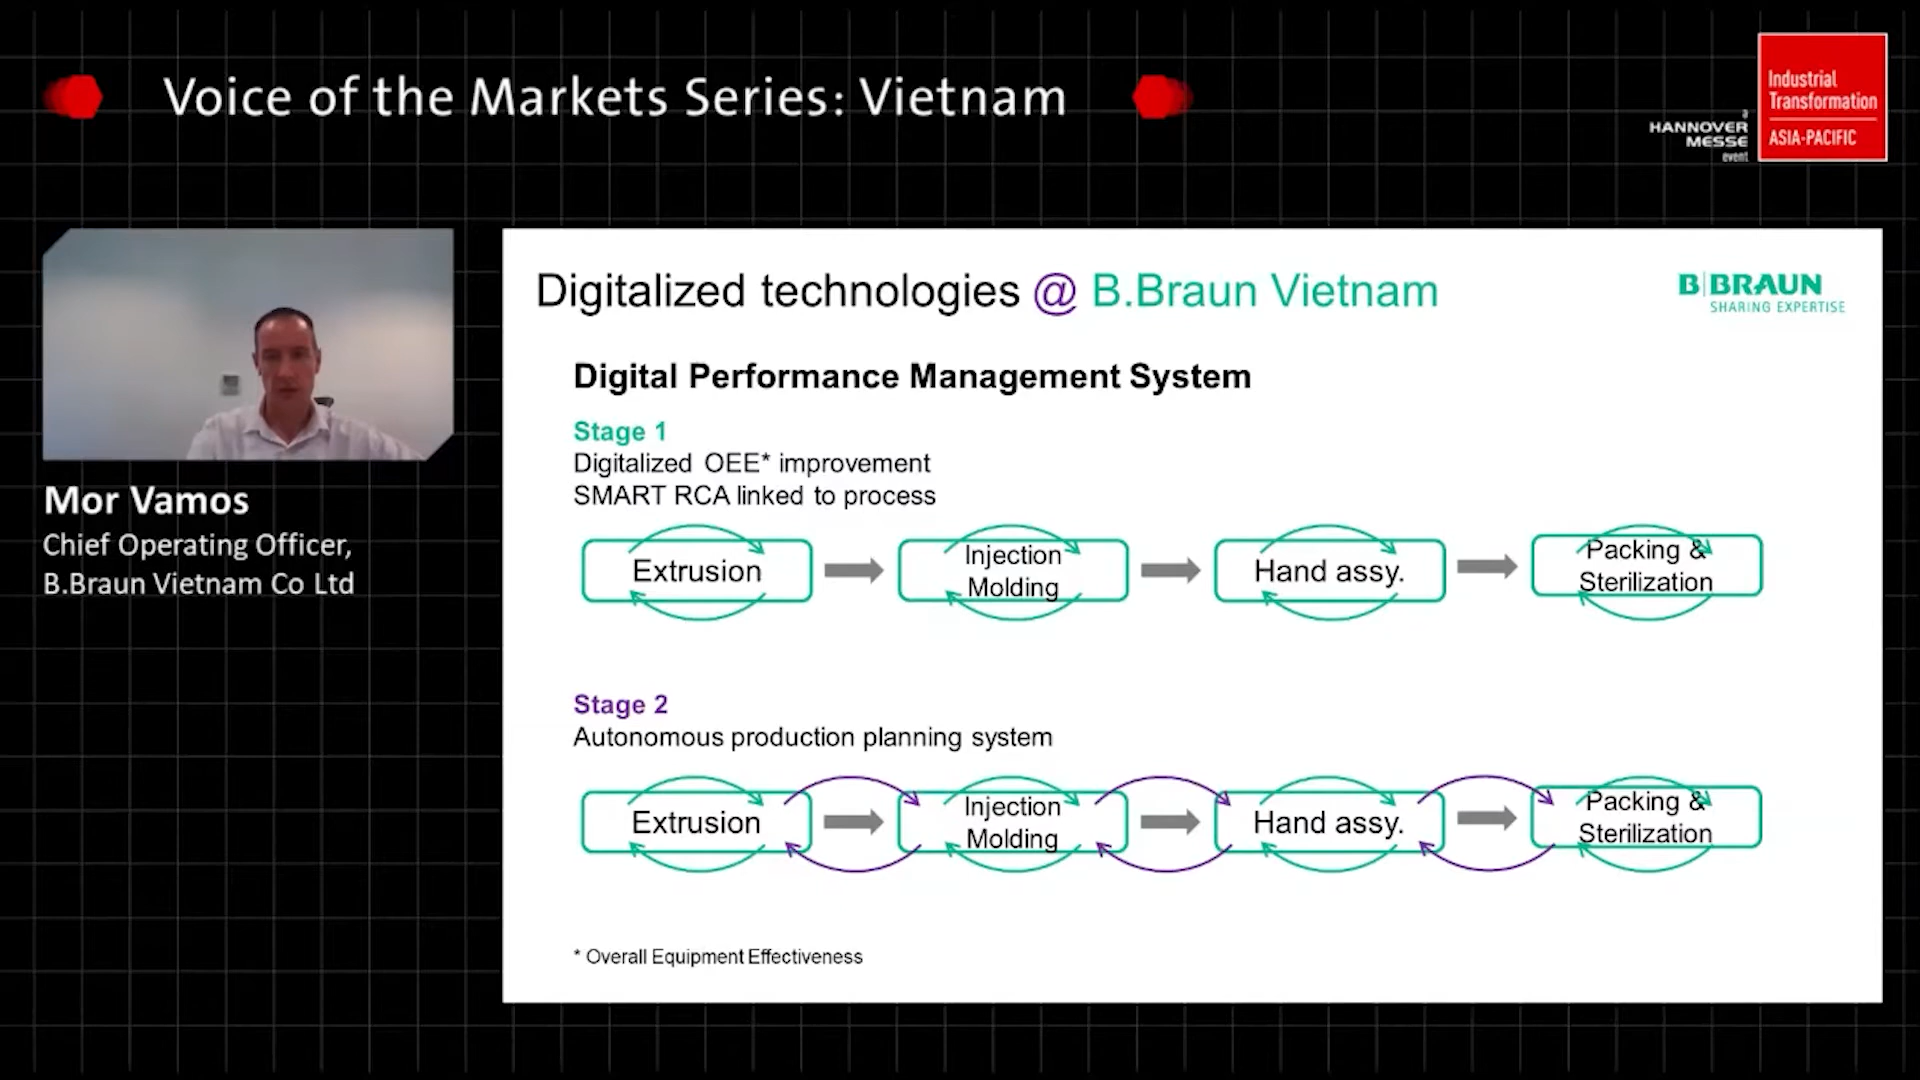 Voice of the Markets Series: Vietnam
a
HANNOVER
MESSE
event
Industrial
Transformation
ASIA-PACIFIC
Mor Vamos
Chief Operating Officer,
B.Braun Vietnam Co Ltd
Digitalized technologies @ B.Braun Vietnam
B|BRAUN
SHARING EXPERTISE
Digital Performance Management System
Stage 1
Digitalized OEE* improvement
SMART RCA linked to process
Extrusion
Injection
Molding
Hand assy.
Packing &
Sterilization
Stage 2
Autonomous production planning system
Extrusion
Injection
Molding
Hand assy.
Packing &
Sterilization
* Overall Equipment Effectiveness